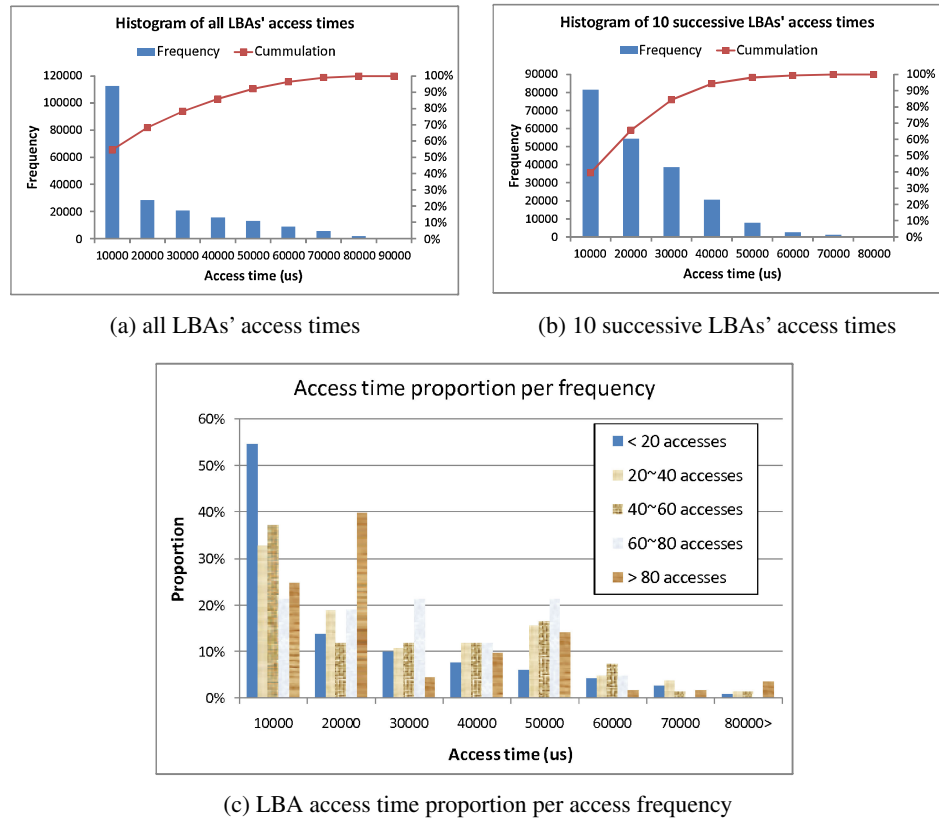 Histogram of all LBAs' access times
Frequency Cummulation
120000
100000
80000
60000
40000
20000
0
Frequency
100%
90%
80%
70%
60%
50%
40%
30%
20%
10%
0%
10000 20000 30000 40000 50000 60000 70000 80000 90000
Access time (us)
(a) all LBAs' access times
Histogram of 10 successive LBAs' access times
Frequency Cummulation
90000
80000
70000
60000
50000
40000
30000
20000
10000
0
Frequency
100%
90%
80%
70%
60%
50%
40%
30%
20%
10%
0%
10000 20000 30000 40000 50000 60000 70000 80000
Access time (us)
(b) 10 successive LBAs' access times
Access time proportion per frequency
60%
50%
40%
30%
20%
10%
0%
Proportion
< 20 accesses
20~40 accesses
40~60 accesses
60~80 accesses
> 80 accesses
10000 20000 30000 40000 50000 60000 70000 80000>
Access time (us)
(c) LBA access time proportion per access frequency